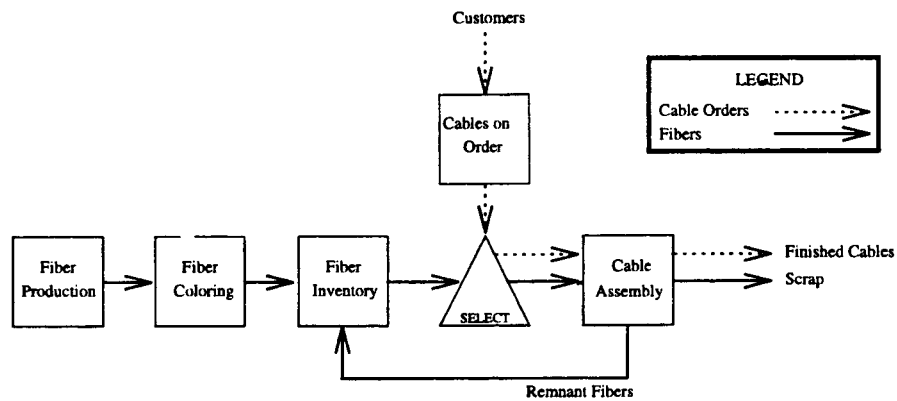 Customers
LEGEND
Cable Orders
Fibers
Cables on
Order
Fiber
Production
Fiber
Coloring
Fiber
Inventory
SELECT
Cable
Assembly
Finished Cables
Scrap
Remnant Fibers